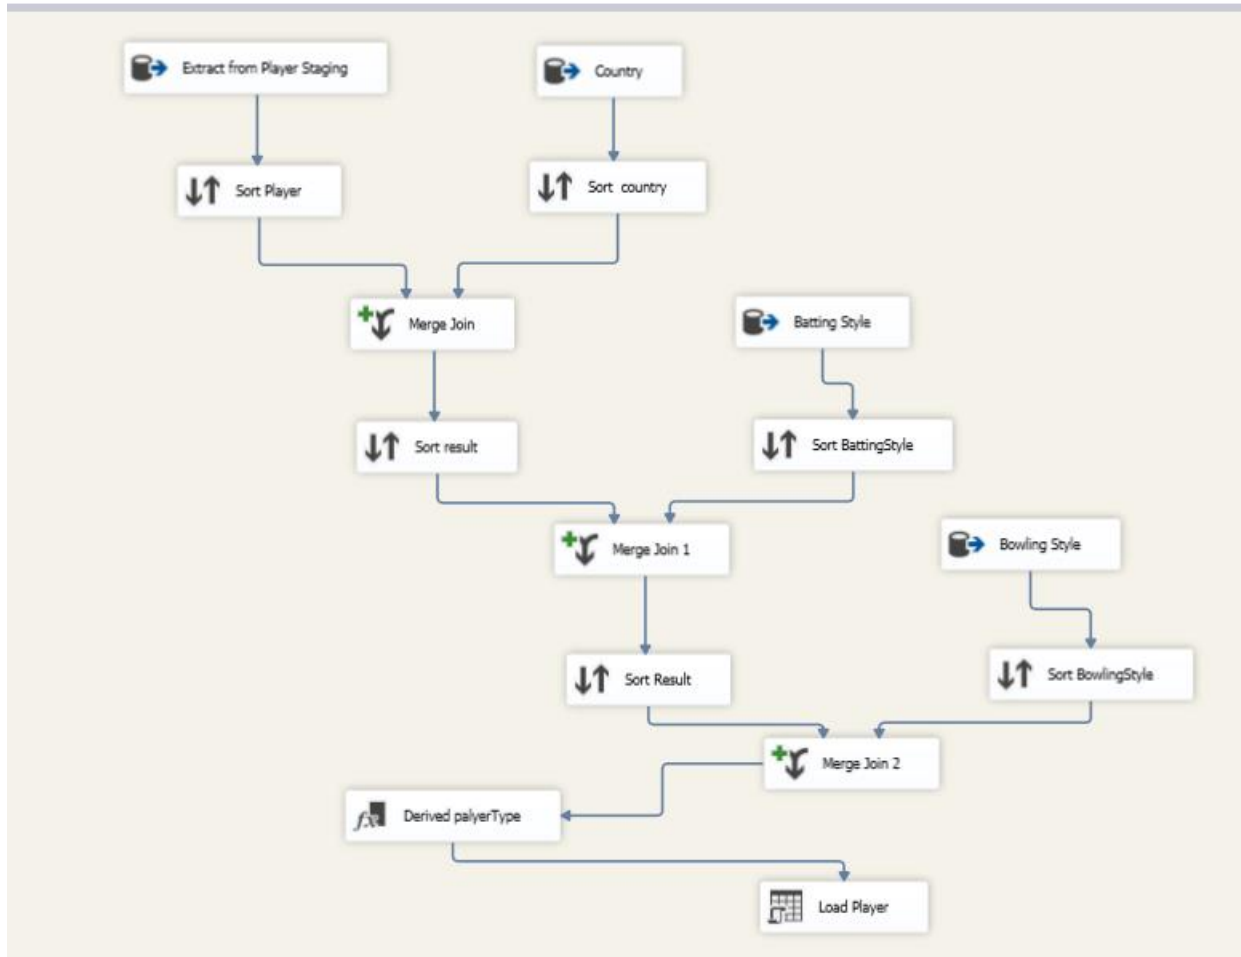 Extract from Player Staging
Country
Sort Player
Sort country
Merge Join
Batting Style
Sort result
Sort BattingStyle
Merge Join 1
Bowling Style
Sort Result
Sort BowlingStyle
Merge Join 2
Derived palyerType
Load Player